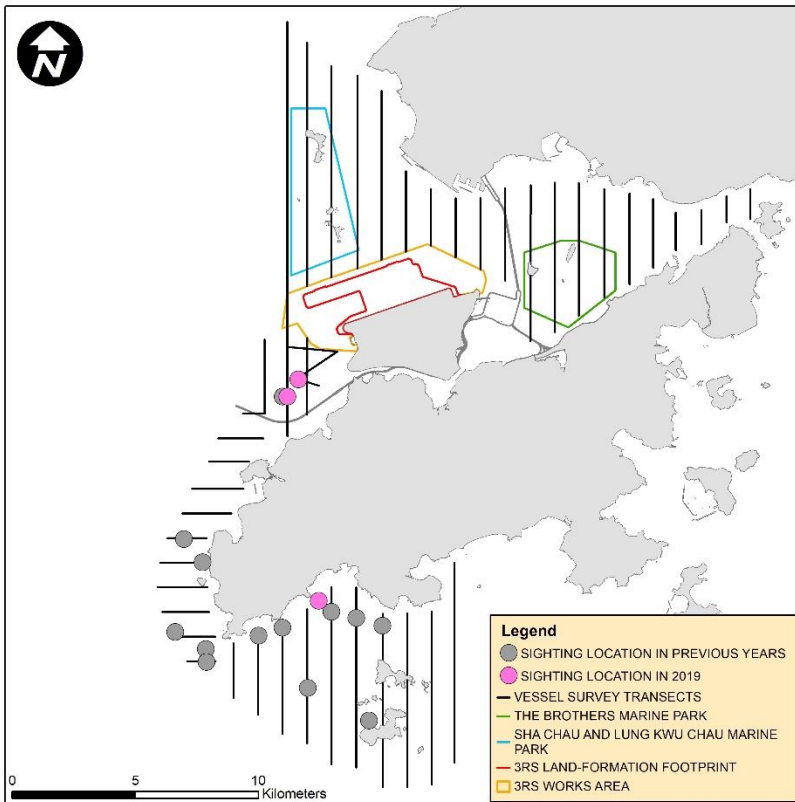 N
Legend
SIGHTING LOCATION IN PREVIOUS YEARS
SIGHTING LOCATION IN 2019
VESSEL SURVEY TRANSECTS
THE BROTHERS MARINE PARK
SHA CHAU AND LUNG KWU CHAU MARINE
PARK
3RS LAND-FORMATION FOOTPRINT
3RS WORKS AREA
0 5 10
Kilometers